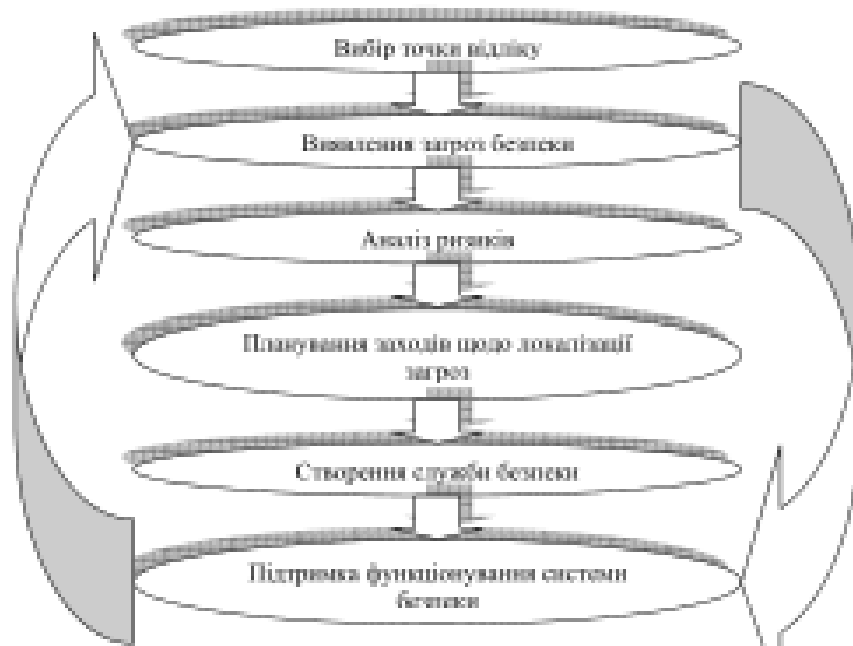 Вибір точки відліку
Виявлення загроз безпеки
Аналіз ризиків
Планування заходів щодо локалізації
загроз
Створення служби безпеки
Підтримка функціонування системи
безпеки